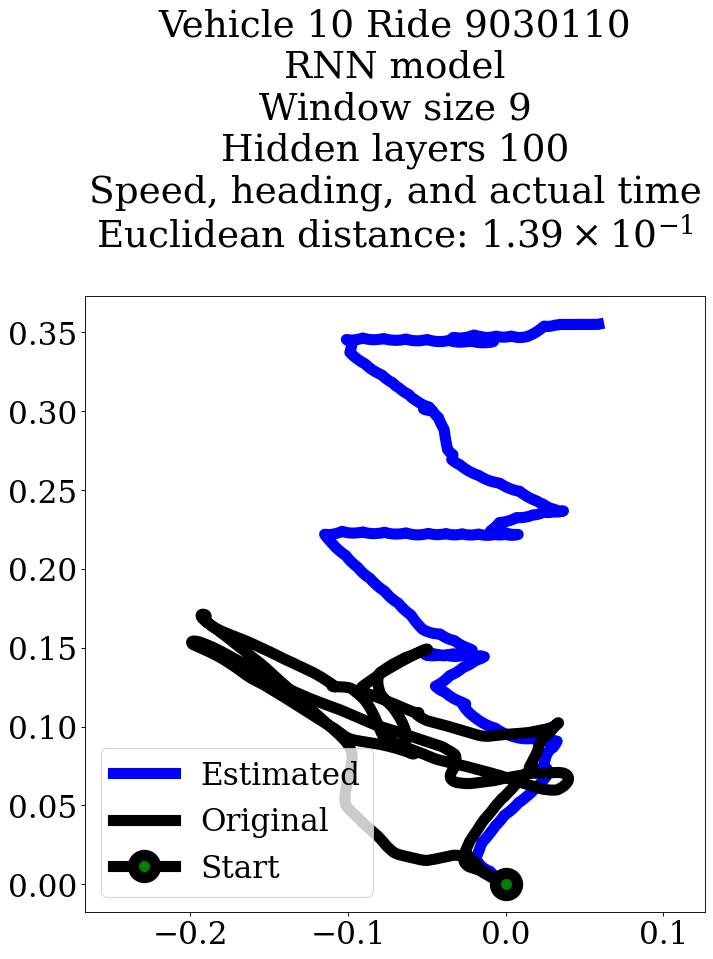 Vehicle 10 Ride 9030110
RNN model
Window size 9
Hidden layers 100
Speed, heading, and actual time
Euclidean distance: 1.39 × 10⁻¹
0.35
0.30
0.25
0.20
0.15
0.10
0.05
0.00
Estimated
Original
Start
−0.2 −0.1 0.0 0.1